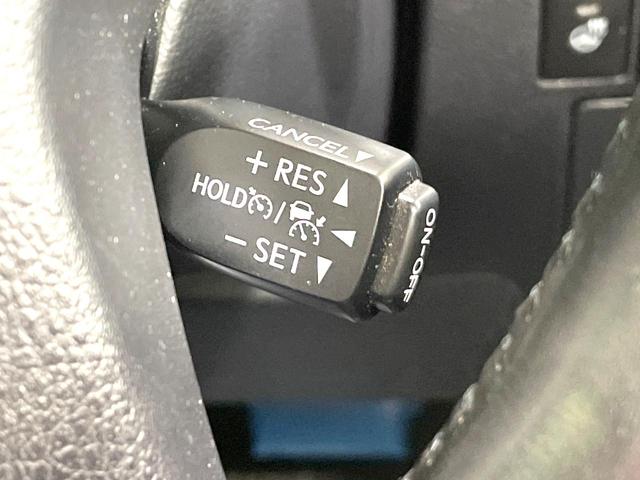 CANCEL▼
+ RES ▲
HOLD / ◀
− SET ▼
ON-OFF